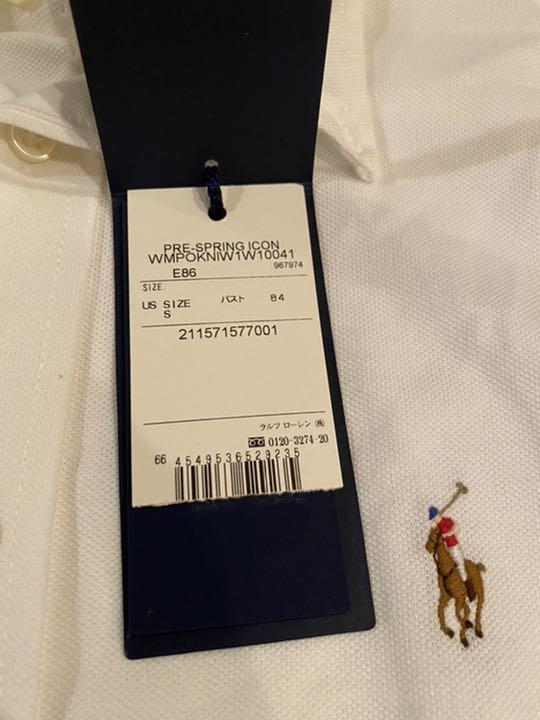 PRE-SPRING ICON
WMPOKNIW1W10041
E86 967974
SIZE.
US SIZE バスト 84
S
211571577001
ラルフ ローレン ㈱
0120-3274-20
66 4549536529235